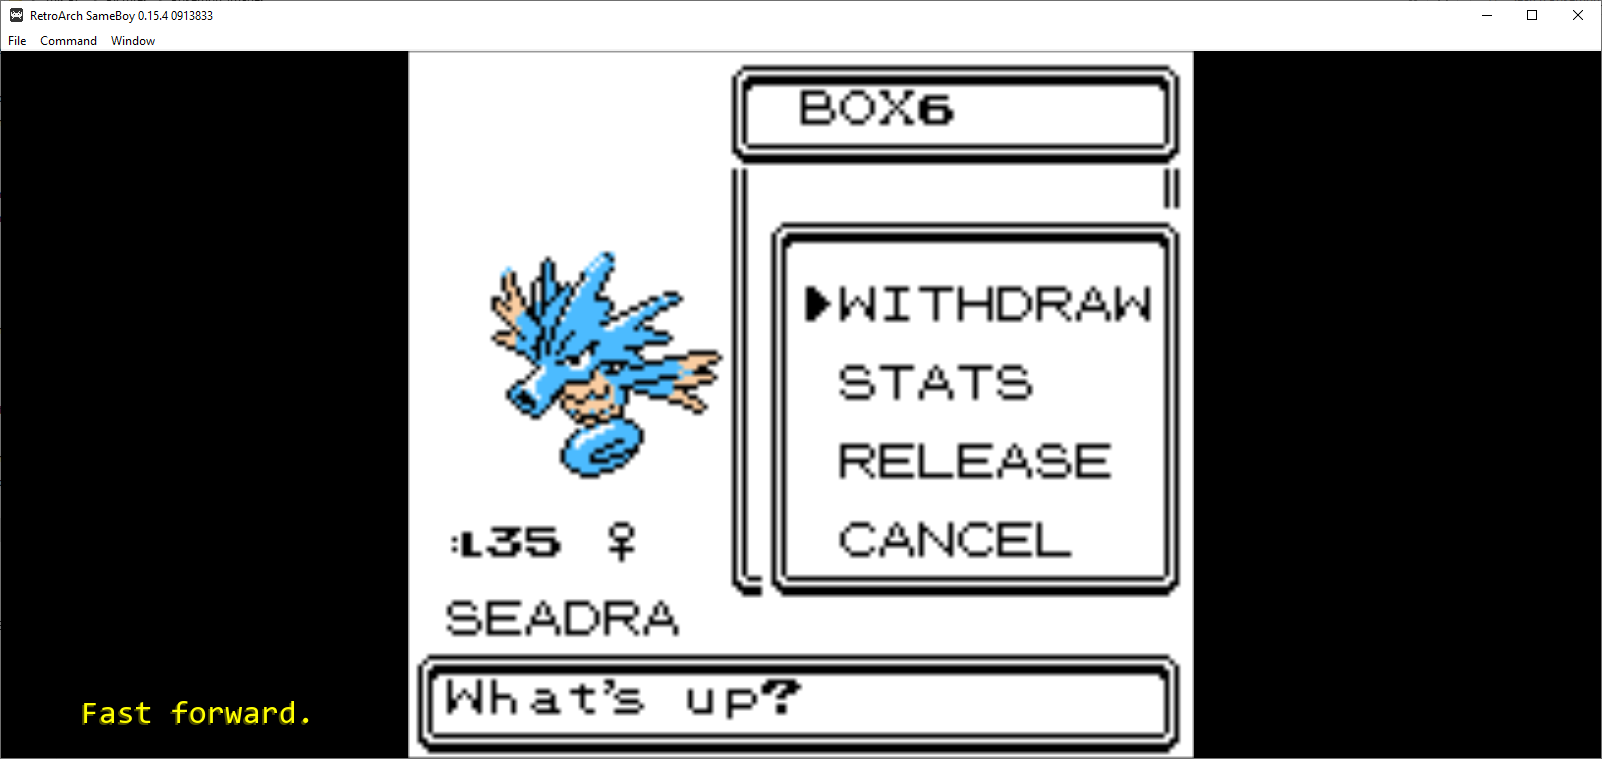 RetroArch SameBoy 0.15.4 0913833
File Command Window
BOX6
▶WITHDRAW
STATS
RELEASE
CANCEL
:L35 ♀
SEADRA
What's up?
Fast forward.